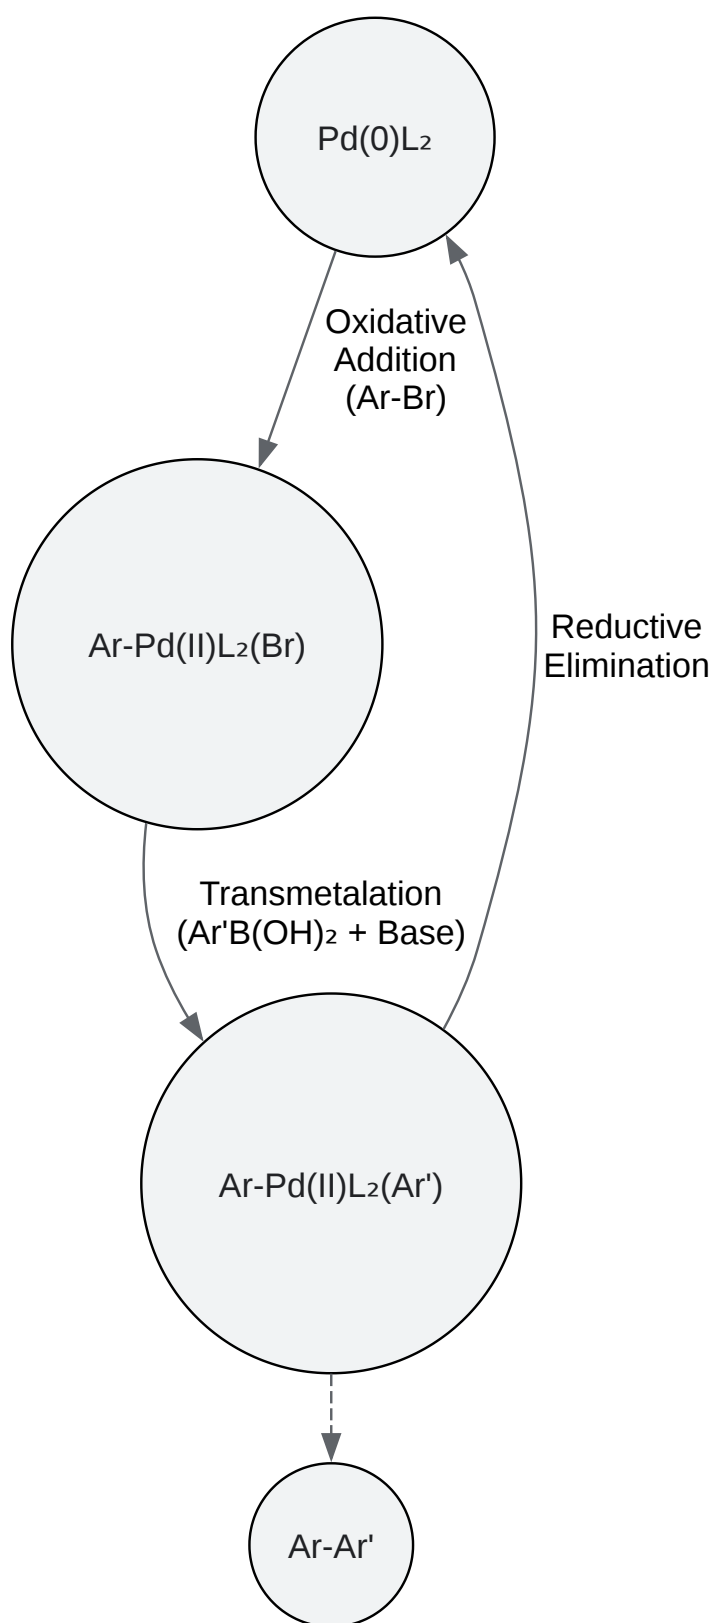 Pd(0)L₂
Oxidative
Addition
(Ar-Br)
Ar-Pd(II)L₂(Br)
Reductive
Elimination
Transmetalation
(Ar'B(OH)₂ + Base)
Ar-Pd(II)L₂(Ar')
Ar-Ar'